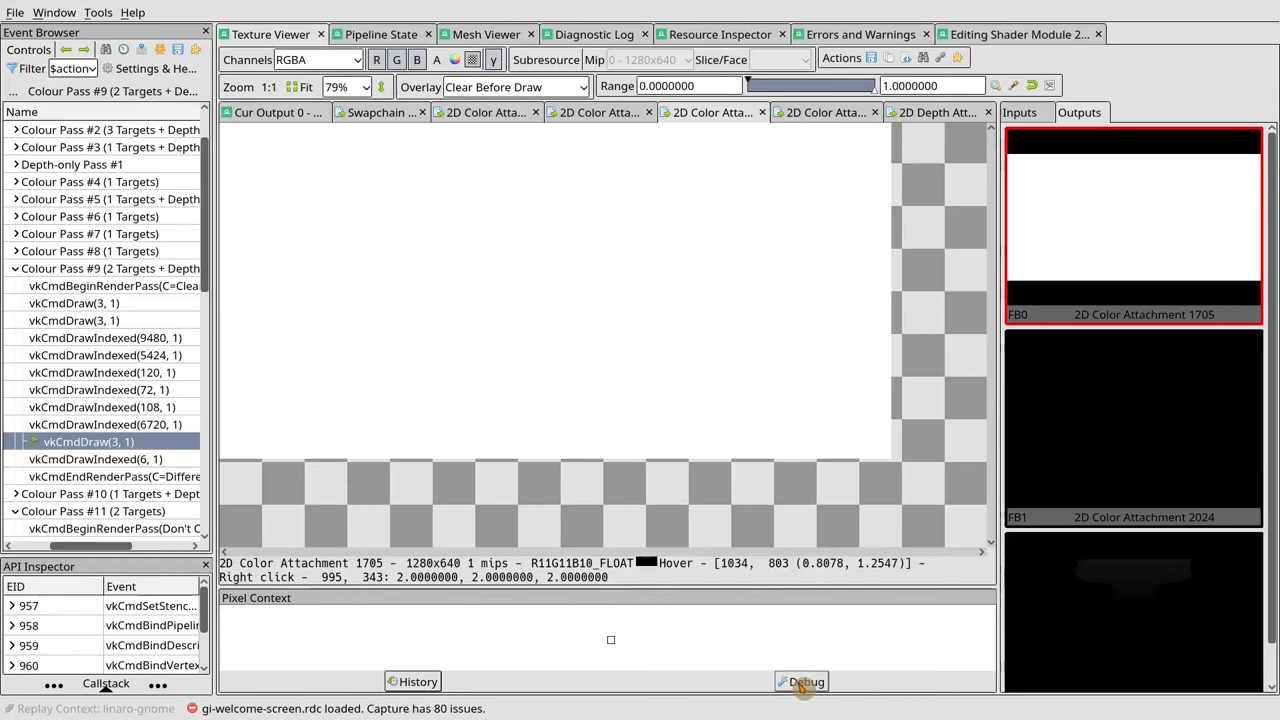 File Window Tools Help
Event Browser
Controls
Filter $action Settings & He...
... Colour Pass #9 (2 Targets + De...
Name
Colour Pass #2 (3 Targets + Depth
Colour Pass #3 (1 Targets + Depth
Depth-only Pass #1
Colour Pass #4 (1 Targets)
Colour Pass #5 (1 Targets + Depth
Colour Pass #6 (1 Targets)
Colour Pass #7 (1 Targets)
Colour Pass #8 (1 Targets)
Colour Pass #9 (2 Targets + Depth
vkCmdBeginRenderPass(C=Clea
vkCmdDraw(3, 1)
vkCmdDraw(3, 1)
vkCmdDrawIndexed(9480, 1)
vkCmdDrawIndexed(5424, 1)
vkCmdDrawIndexed(120, 1)
vkCmdDrawIndexed(72, 1)
vkCmdDrawIndexed(108, 1)
vkCmdDrawIndexed(6720, 1)
vkCmdDraw(3, 1)
vkCmdDrawIndexed(6, 1)
vkCmdEndRenderPass(C=Differe
Colour Pass #10 (1 Targets + Dep
Colour Pass #11 (2 Targets)
vkCmdBeginRenderPass(Don't C
API Inspector
EID Event
957 vkCmdSetStenc...
958 vkCmdBindPipeli
959 vkCmdBindDescri
960 vkCmdBindVertex
... Callstack ...
Texture Viewer Pipeline State Mesh Viewer Diagnostic Log Resource Inspector Errors and Warnings Editing Shader Module 2...
Channels RGBA R G B A γ Subresource Mip 0 - 1280x640 Slice/Face Actions
Zoom 1:1 Fit 79% Overlay Clear Before Draw Range 0.0000000 1.0000000
Cur Output 0 - ... Swapchain ... 2D Color Atta... 2D Color Atta... 2D Color Atta... 2D Color Atta... 2D Depth Att...
2D Color Attachment 1705 - 1280x640 1 mips - R11G11B10_FLOAT Hover - [1034, 803 (0.8078, 1.2547)] -
Right click - 995, 343: 2.0000000, 2.0000000, 2.0000000
Pixel Context
History Debug
Inputs Outputs
FB0 2D Color Attachment 1705
FB1 2D Color Attachment 2024
Replay Context: linaro-gnome gi-welcome-screen.rdc loaded. Capture has 80 issues.